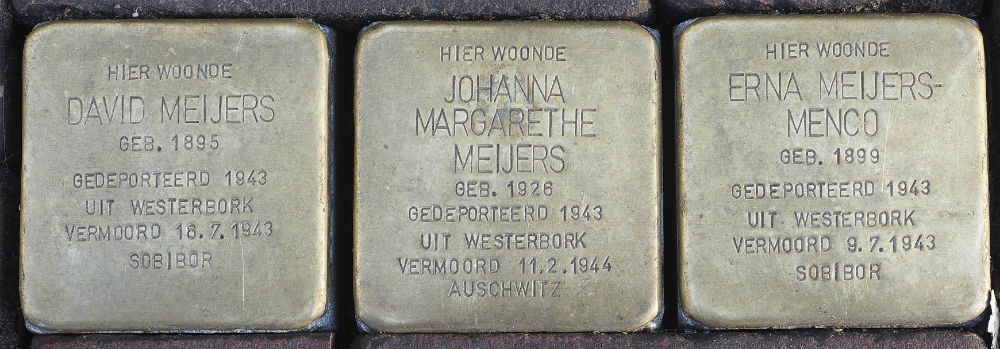 HIER WOONDE
DAVID MEIJERS
GEB. 1895
GEDEPORTEERD 1943
UIT WESTERBORK
VERMOORD 16.7.1943
SOBIBOR
HIER WOONDE
JOHANNA
MARGARETHE
MEIJERS
GEB. 1926
GEDEPORTEERD 1943
UIT WESTERBORK
VERMOORD 11.2.1944
AUSCHWITZ
HIER WOONDE
ERNA MEIJERS-
MENCO
GEB. 1899
GEDEPORTEERD 1943
UIT WESTERBORK
VERMOORD 9.7.1943
SOBIBOR